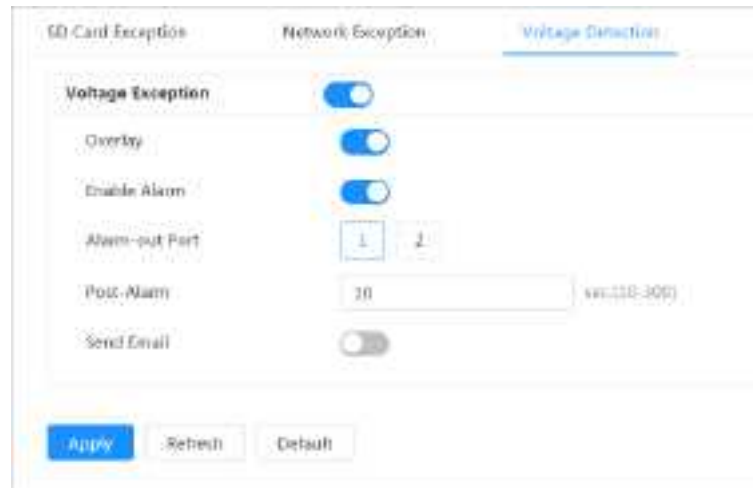 SD Card Exception Network Exception Voltage Detection
Voltage Exception
Overlay
Enable Alarm
Alarm-out Port 1 2
Post-Alarm 10 sec.(10-300)
Send Email
Apply Refresh Default